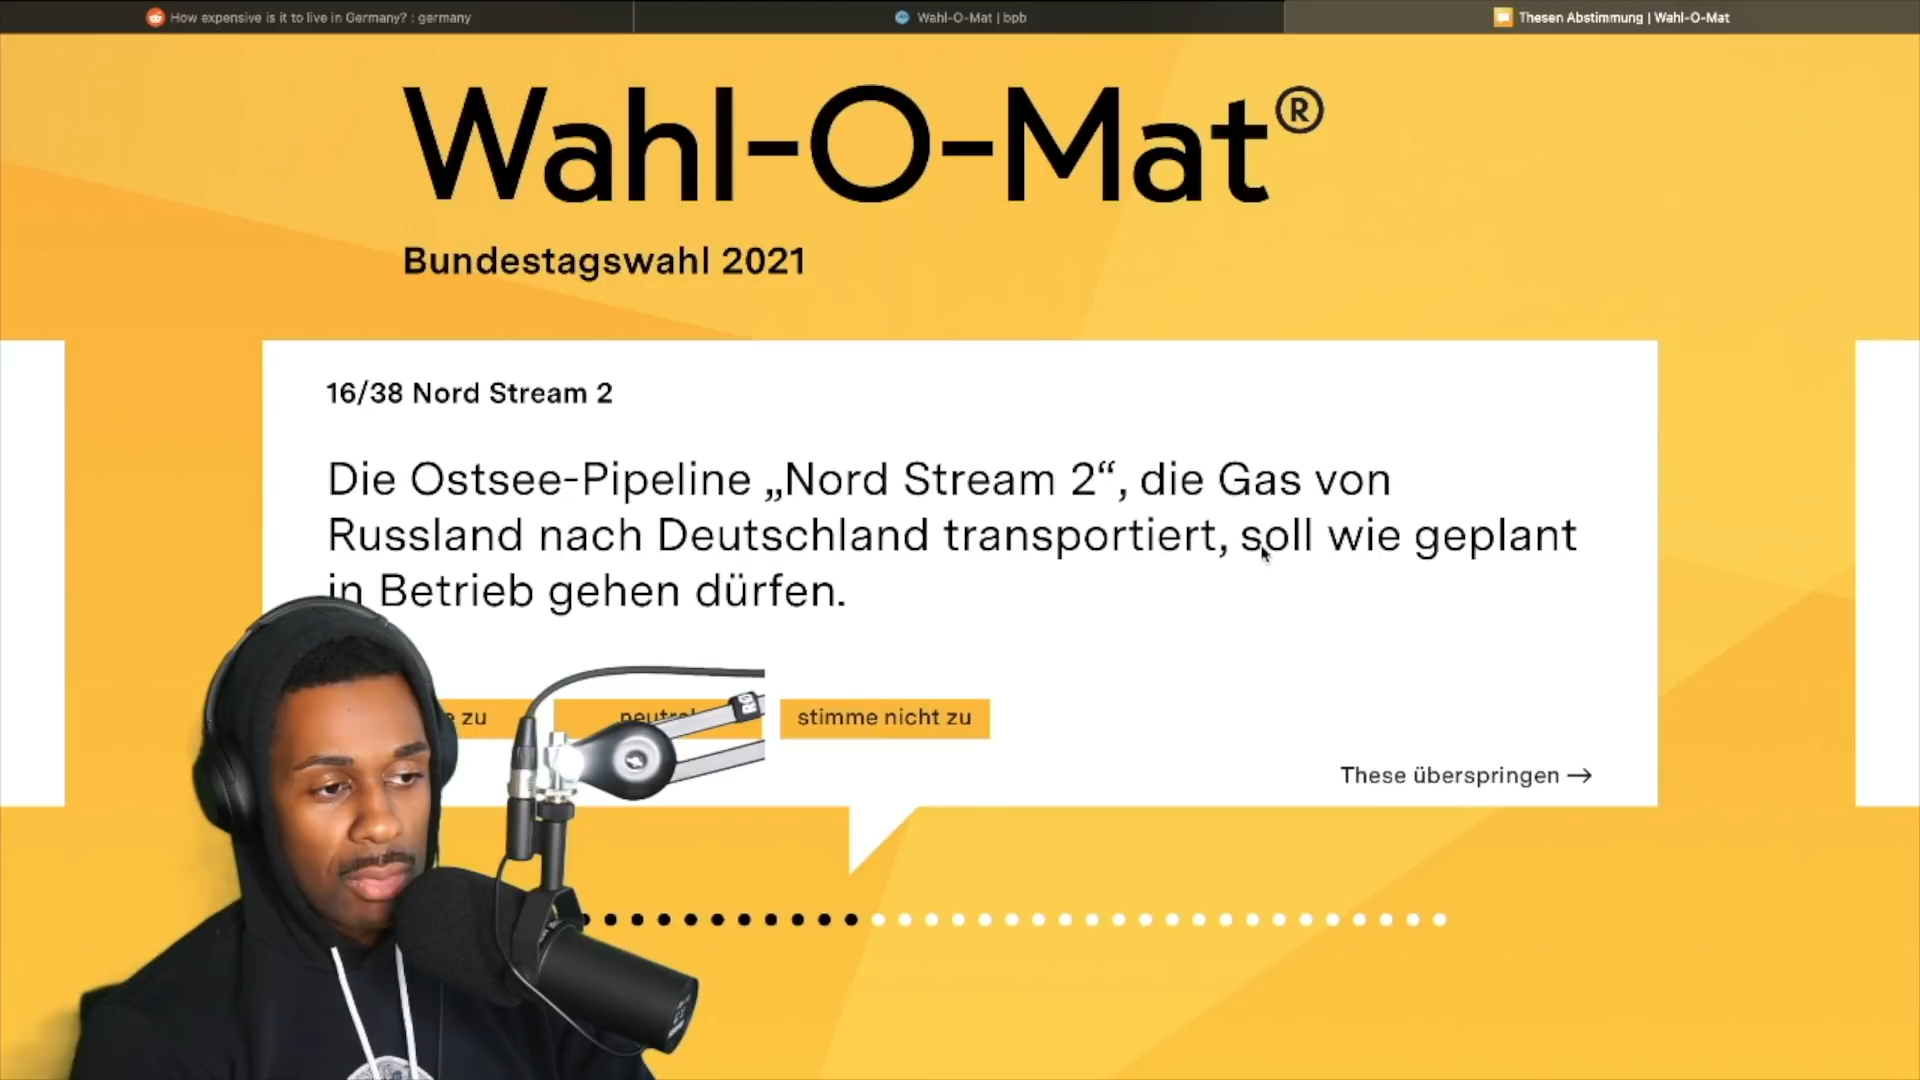 How expensive is it to live in Germany? : germany
Wahl-O-Mat | bpb
Thesen Abstimmung | Wahl-O-Mat
Wahl-O-Mat®
Bundestagswahl 2021
16/38 Nord Stream 2
Die Ostsee-Pipeline „Nord Stream 2“, die Gas von
Russland nach Deutschland transportiert, soll wie geplant
in Betrieb gehen dürfen.
zu
neutral
stimme nicht zu
These überspringen →